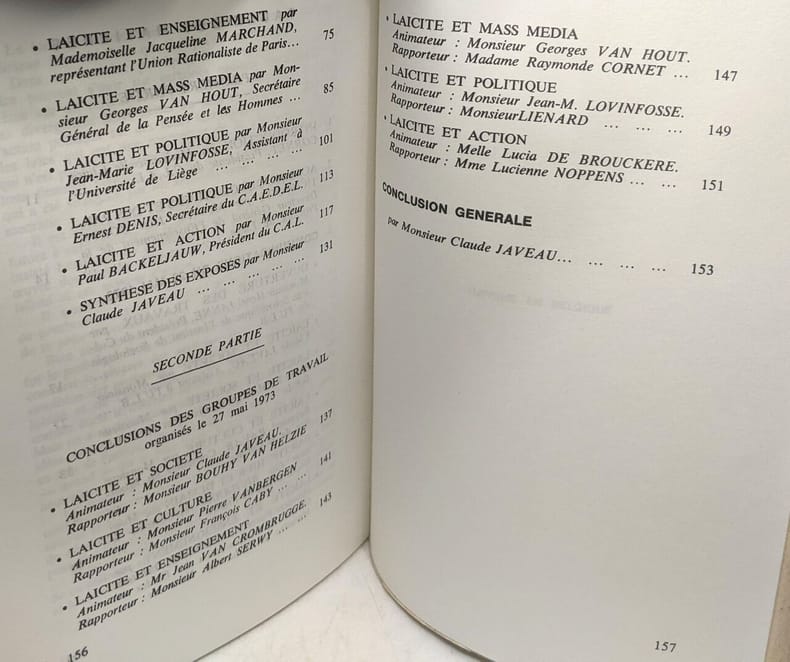 • LAICITE ET ENSEIGNEMENT par
Mademoiselle Jacqueline MARCHAND,
représentant l'Union Rationaliste de Paris... 75
• LAICITE ET MASS MEDIA par Mon-
sieur Georges VAN HOUT, Secrétaire
Général de la Pensée et les Hommes ... 85
• LAICITE ET POLITIQUE par Monsieur
Jean-Marie LOVINFOSSE, Assistant à
l'Université de Liège ... ... ... ... 101
• LAICITE ET POLITIQUE par Monsieur
Ernest DENIS, Secrétaire du C.A.E.D.E.L. 113
• LAICITE ET ACTION par Monsieur
Paul BACKELJAUW, Président du C.A.L. 117
• SYNTHESE DES EXPOSES par Monsieur
Claude JAVEAU ... ... ... ... ... 131
SECONDE PARTIE
CONCLUSIONS DES GROUPES DE TRAVAIL
organisés le 27 mai 1973
• LAICITE ET SOCIETE
Animateur : Monsieur Claude JAVEAU.
Rapporteur : Monsieur BOUHY VAN HELZIE 137
• LAICITE ET CULTURE
Animateur : Monsieur Pierre VANBERGEN
Rapporteur : Monsieur François CABY ... ... 141
• LAICITE ET ENSEIGNEMENT
Animateur : Mr Jean VAN CROMBRUGGE.
Rapporteur : Monsieur Albert SERWY ... ... 143
156
• LAICITE ET MASS MEDIA
Animateur : Monsieur Georges VAN HOUT.
Rapporteur : Madame Raymonde CORNET ... 147
• LAICITE ET POLITIQUE
Animateur : Monsieur Jean-M. LOVINFOSSE.
Rapporteur : MonsieurLIENARD ... ... ... 149
• LAICITE ET ACTION
Animateur : Melle Lucia DE BROUCKERE.
Rapporteur : Mme Lucienne NOPPENS ... ... 151
CONCLUSION GENERALE
par Monsieur Claude JAVEAU... ... ... ... 153
157